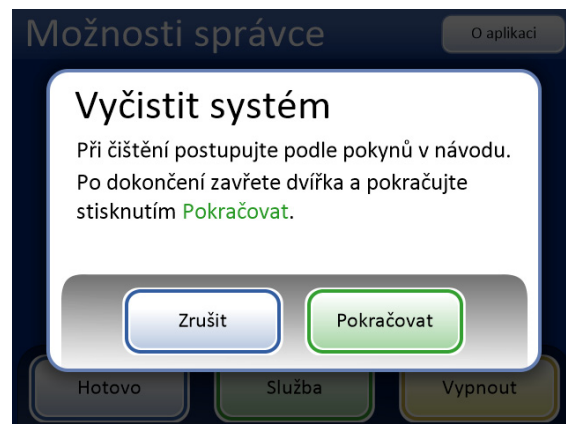 Možnosti správce
O aplikaci
Vyčistit systém
Při čištění postupujte podle pokynů v návodu.
Po dokončení zavřete dvířka a pokračujte
stisknutím Pokračovat.
Zrušit
Pokračovat
Hotovo
Služba
Vypnout